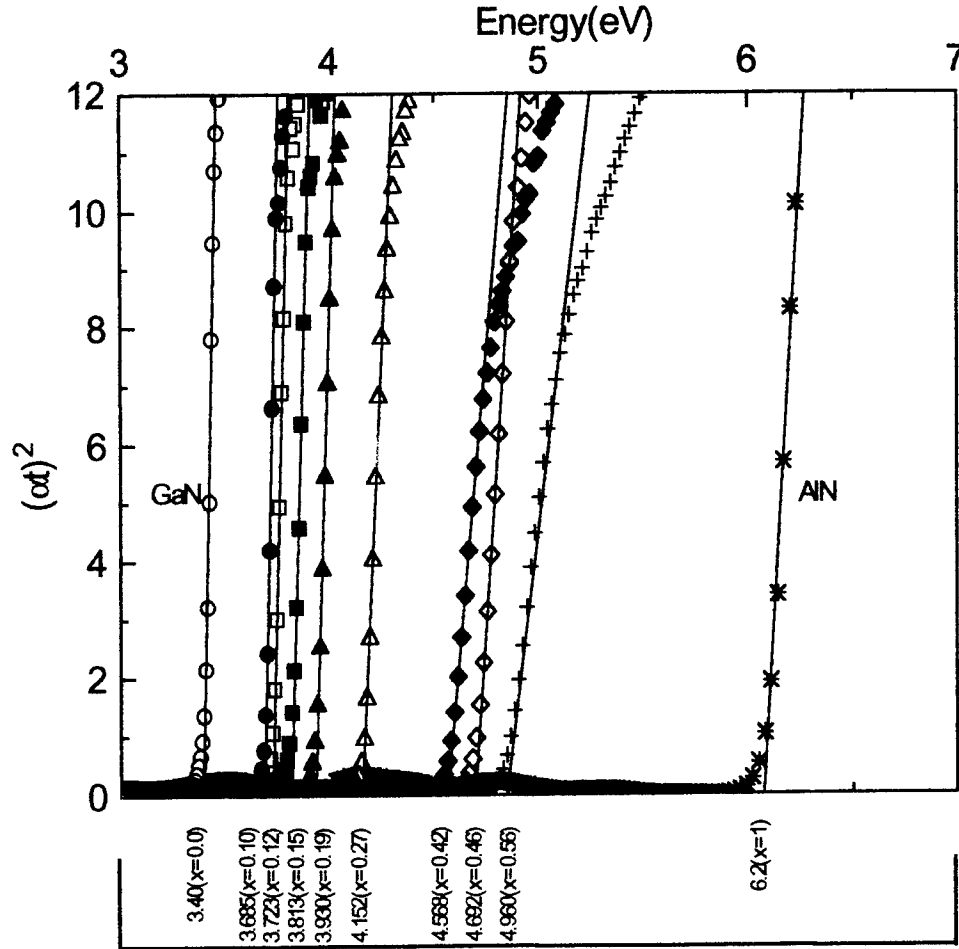 Energy(eV)
3 4 5 6 7
12
10
8
6
4
2
0
(αt)²
GaN
AlN
3.40(x=0.0)
3.685(x=0.10)
3.723(x=0.12)
3.813(x=0.15)
3.930(x=0.19)
4.152(x=0.27)
4.568(x=0.42)
4.692(x=0.46)
4.960(x=0.56)
6.2(x=1)